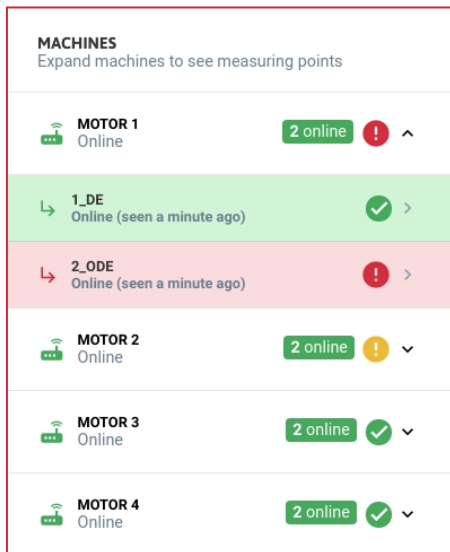 MACHINES
Expand machines to see measuring points
MOTOR 1
Online
2 online
1_DE
Online (seen a minute ago)
2_ODE
Online (seen a minute ago)
MOTOR 2
Online
2 online
MOTOR 3
Online
2 online
MOTOR 4
Online
2 online